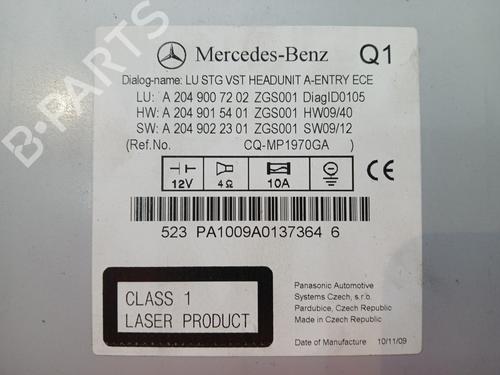 B-PARTS
Mercedes-Benz Q1
Dialog-name: LU STG VST HEADUNIT A-ENTRY ECE
LU: A 204 900 72 02 ZGS001 DiagID0105
HW: A 204 901 54 01 ZGS001 HW09/40
SW: A 204 902 23 01 ZGS001 SW09/12
(Ref.No. CQ-MP1970GA )
12V 4Ω 10A
CE
523 PA1009A0137364 6
CLASS 1
LASER PRODUCT
Panasonic Automotive
Systems Czech, s.r.o.
Pardubice, Czech Republic
Made in Czech Republic
Date of Manufacture 10/11/09